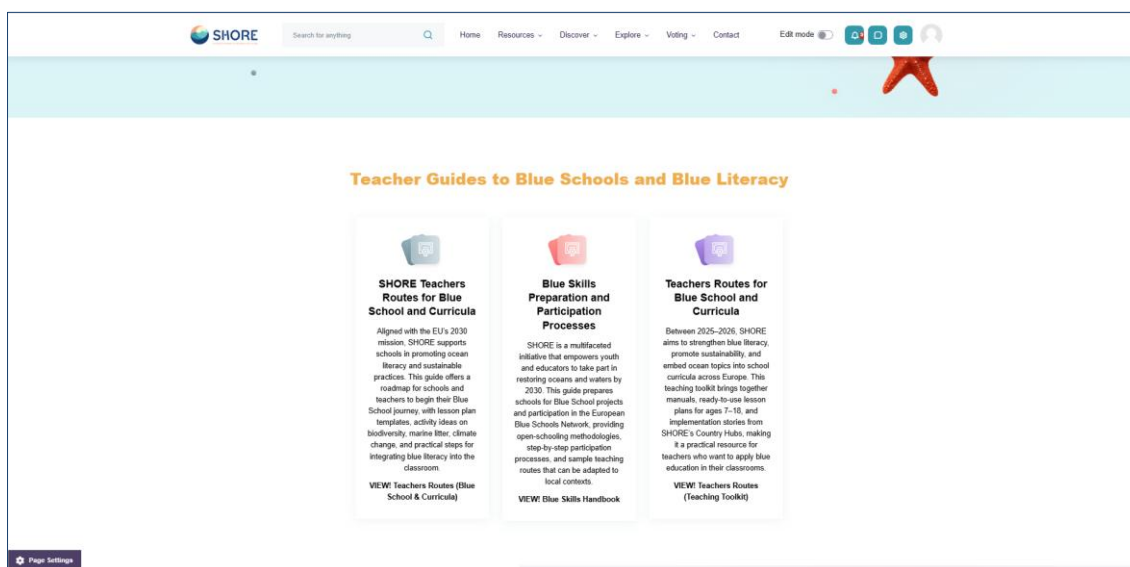 SHORE
Search for anything
Home
Resources
Discover
Explore
Voting
Contact
Edit mode
Teacher Guides to Blue Schools and Blue Literacy
SHORE Teachers
Routes for Blue
School and Curricula
Aligned with the EU's 2030
mission, SHORE supports
schools in promoting ocean
literacy and sustainable
practices. This guide offers a
roadmap for schools and
teachers to begin their Blue
School journey, with lesson plan
templates, activity ideas on
biodiversity, marine litter, climate
change, and practical steps for
integrating blue literacy into the
classroom.
VIEW! Teachers Routes (Blue
School & Curricula)
Blue Skills
Preparation and
Participation
Processes
SHORE is a multifaceted
initiative that empowers youth
and educators to take part in
restoring oceans and waters by
2030. This guide prepares
schools for Blue School projects
and participation in the European
Blue Schools Network, providing
open-schooling methodologies,
step-by-step participation
processes, and sample teaching
routes that can be adapted to
local contexts.
VIEW! Blue Skills Handbook
Teachers Routes for
Blue School and
Curricula
Between 2025–2026, SHORE
aims to strengthen blue literacy,
promote sustainability, and
embed ocean topics into school
curricula across Europe. This
teaching toolkit brings together
manuals, ready-to-use lesson
plans for ages 7–18, and
implementation stories from
SHORE's Country Hubs, making
it a practical resource for
teachers who want to apply blue
education in their classrooms.
VIEW! Teachers Routes
(Teaching Toolkit)
Page Settings